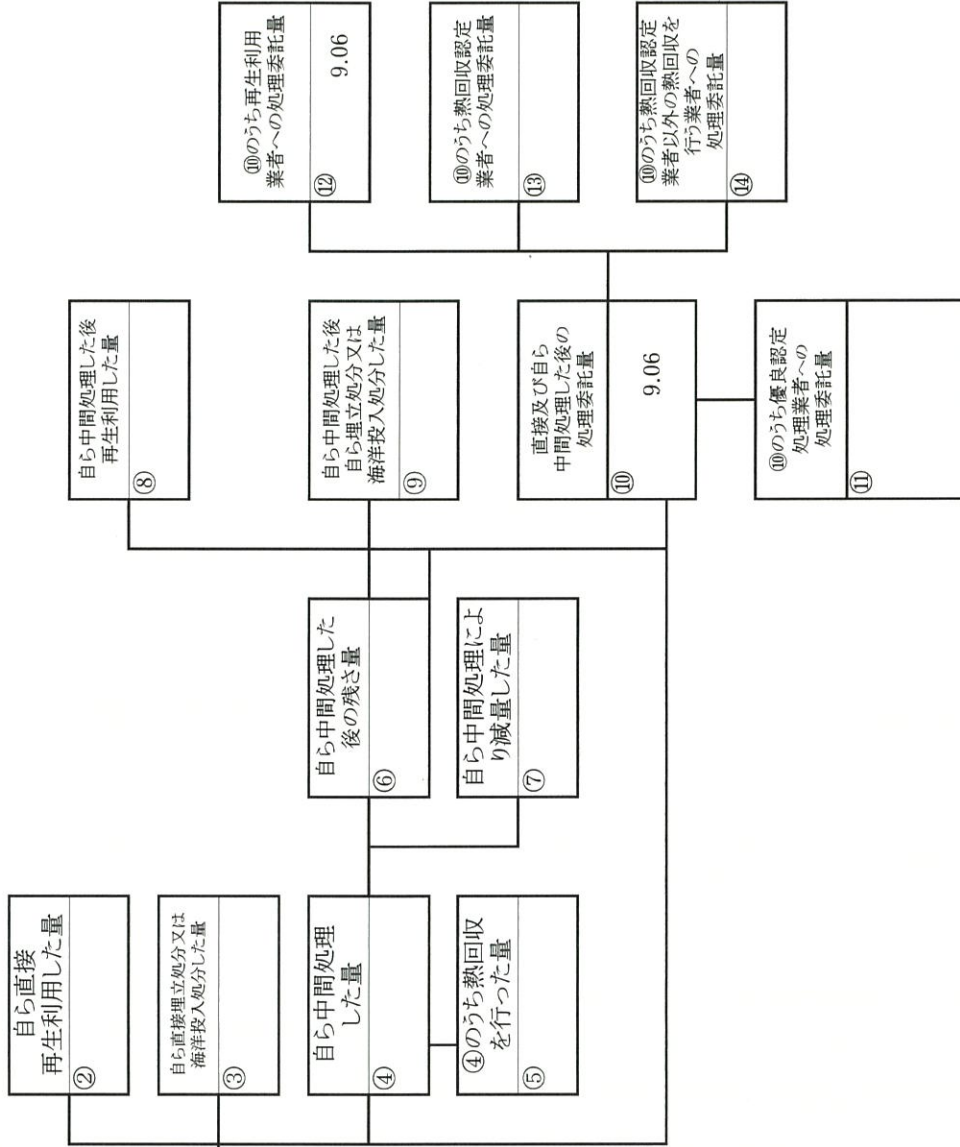 自ら直接
再生利用した量
②
自ら直接埋立処分又は
海洋投入処分した量
③
自ら中間処理
した量
④
④のうち熱回収
を行った量
⑤
自ら中間処理した
後の残さ量
⑥
自ら中間処理によ
り減量した量
⑦
自ら中間処理した後
再生利用した量
⑧
自ら中間処理した後
自ら埋立処分又は
海洋投入処分した量
⑨
直接及び自ら
中間処理した後の
処理委託量
⑩
9.06
⑩のうち優良認定
処理業者への
処理委託量
⑪
⑩のうち再生利用
業者への処理委託量
⑫
9.06
⑩のうち熱回収認定
業者への処理委託量
⑬
⑩のうち熱回収認定
業者以外の熱回収を
行う業者への
処理委託量
⑭